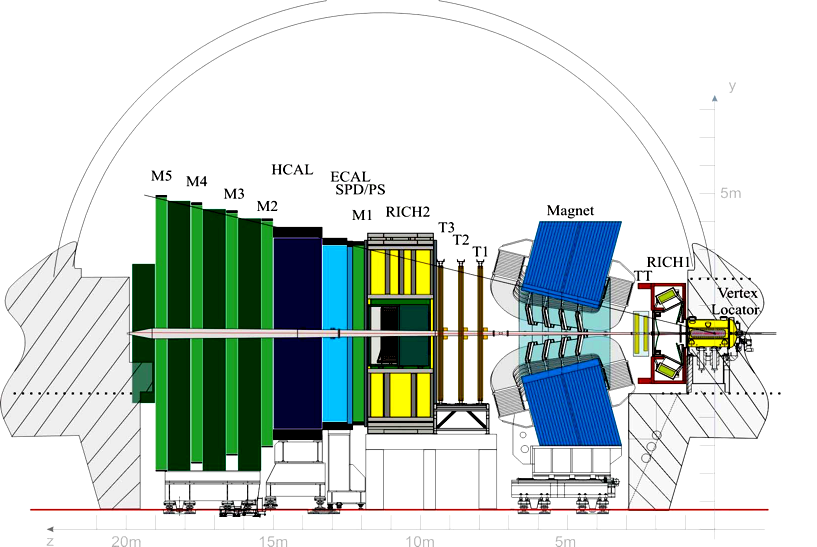 y
5m
M5
M4
M3
M2
HCAL
ECAL
SPD/PS
M1
RICH2
T3
T2
T1
Magnet
TT
RICH1
Vertex
Locator
z
20m
15m
10m
5m